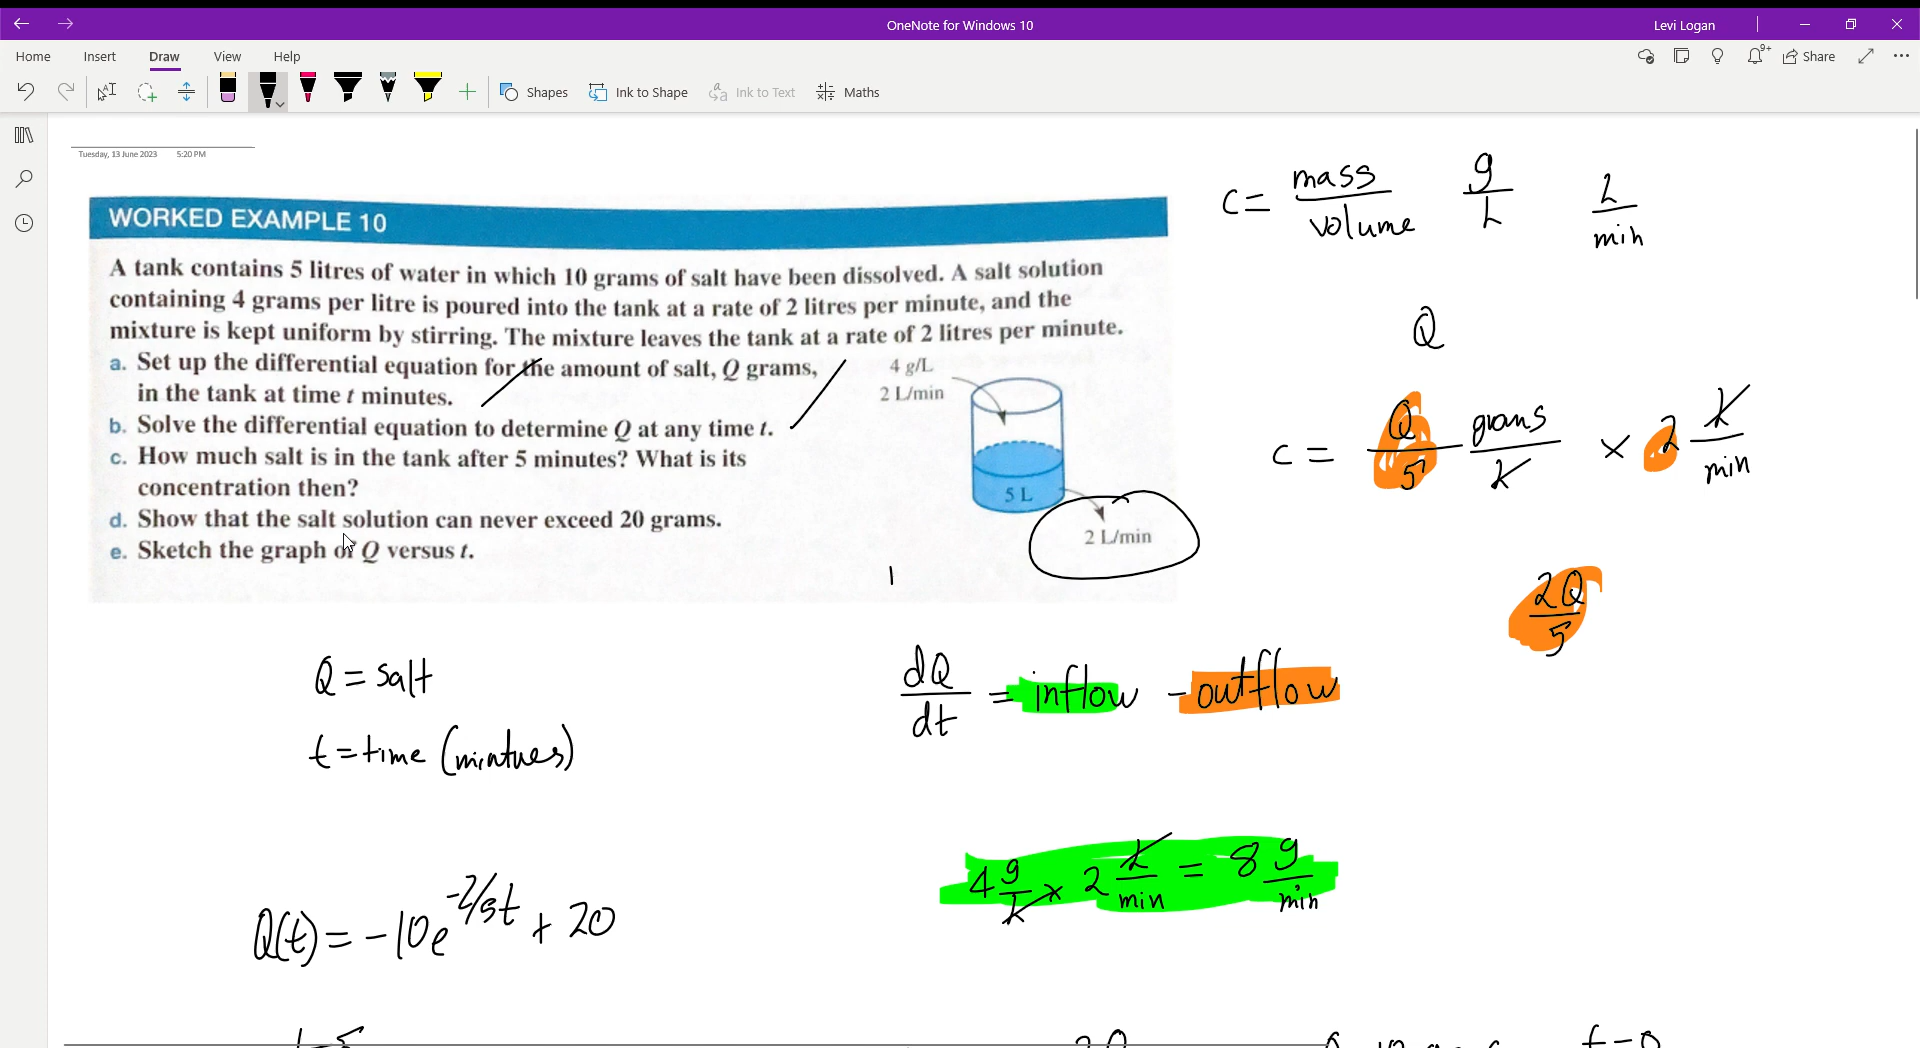 OneNote for Windows 10
Levi Logan
Home Insert Draw View Help
9+
Share
Shapes Ink to Shape Ink to Text Maths
Tuesday, 13 June 2023 5:20 PM
WORKED EXAMPLE 10
A tank contains 5 litres of water in which 10 grams of salt have been dissolved. A salt solution
containing 4 grams per litre is poured into the tank at a rate of 2 litres per minute, and the
mixture is kept uniform by stirring. The mixture leaves the tank at a rate of 2 litres per minute.
a. Set up the differential equation for the amount of salt, Q grams,
in the tank at time t minutes.
b. Solve the differential equation to determine Q at any time t.
c. How much salt is in the tank after 5 minutes? What is its
concentration then?
d. Show that the salt solution can never exceed 20 grams.
e. Sketch the graph of Q versus t.
4 g/L
2 L/min
5 L
2 L/min
c = mass/volume g/L L/min
Q
c = Q/5 grams/L × 2 L/min
2Q/5
Q = salt
t = time (mintues)
dQ/dt = inflow - outflow
4 g/L × 2 L/min = 8 g/min
Q(t) = -10e^-2/5t + 20